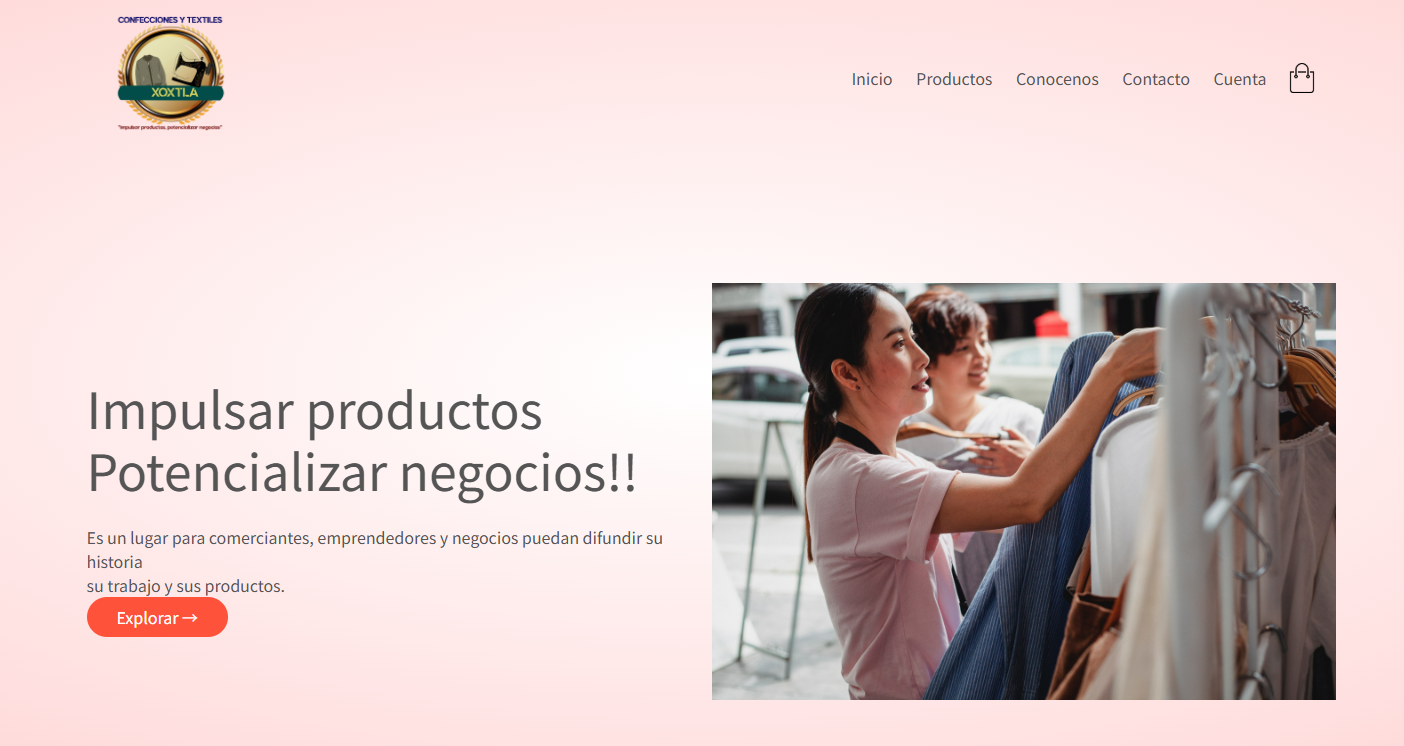 CONFECCIONES Y TEXTILES
XOXTLA
"Impulsar productos, potencializar negocios"
Inicio Productos Conocenos Contacto Cuenta
Impulsar productos
Potencializar negocios!!
Es un lugar para comerciantes, emprendedores y negocios puedan difundir su
historia
su trabajo y sus productos.
Explorar →